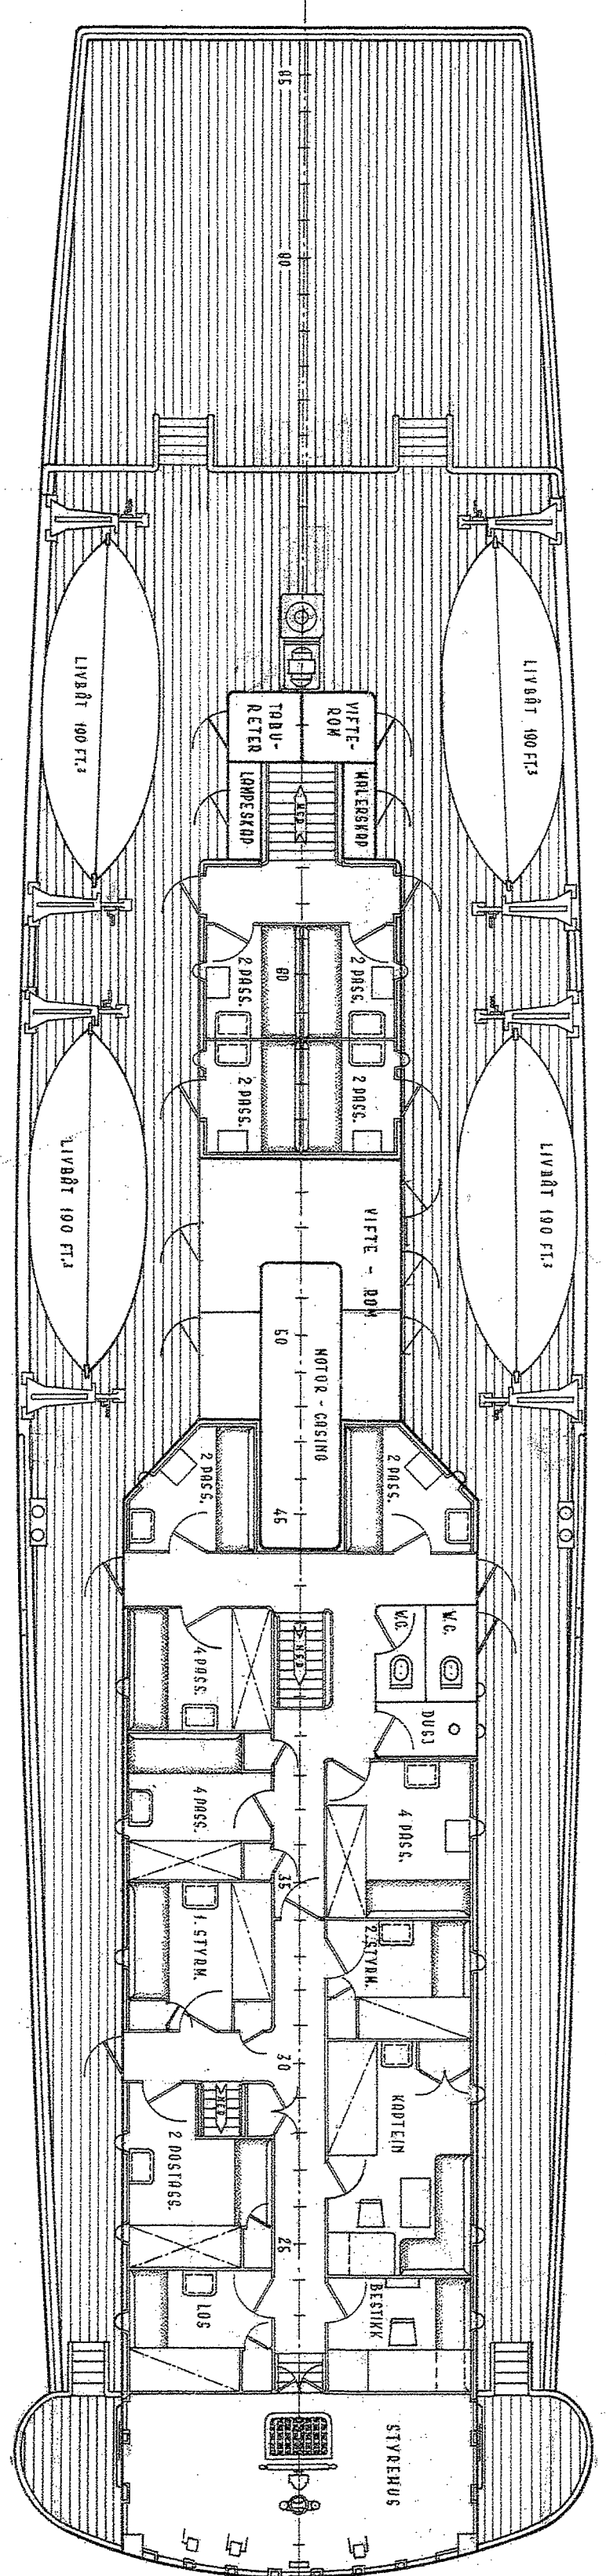 85
80
LIVBÅT 190 FT.³
LIVBÅT 190 FT.³
VIFTE-
ROM
TABU-
RETER
MALERSKAP
LAMPESKAP
NED
2 PASS.
60
2 PASS.
2 PASS.
2 PASS.
LIVBÅT 190 FT.³
LIVBÅT 190 FT.³
VIFTE - ROM
50
MOTOR - CASING
2 PASS.
2 PASS.
45
W.C.
W.C.
NED
4 PASS.
DUSJ
4 PASS.
4 PASS.
35
1. STYRM.
2. STYRM.
30
NED
KAPTEIN
2 POSTASS.
25
BESTIKK
LOS
STYREHUS